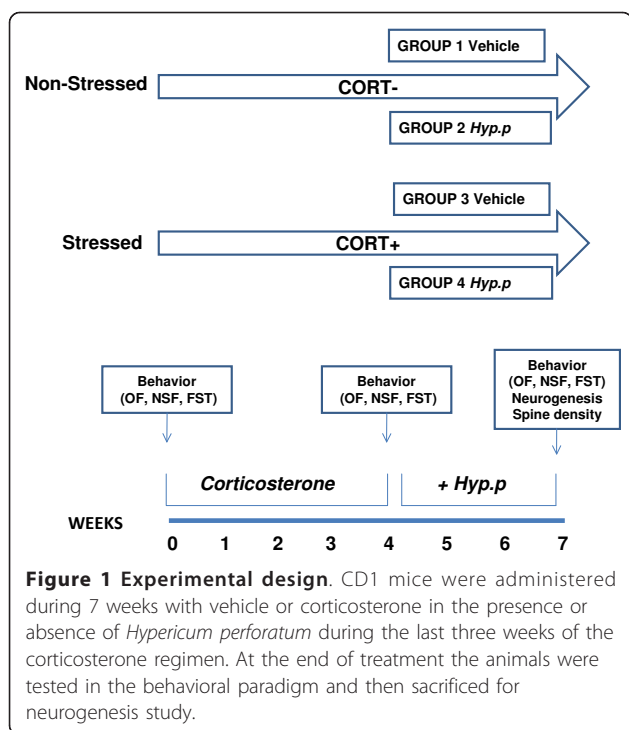 GROUP 1 Vehicle
Non-Stressed
CORT-
GROUP 2 Hyp.p
GROUP 3 Vehicle
Stressed
CORT+
GROUP 4 Hyp.p
Behavior
(OF, NSF, FST)
Behavior
(OF, NSF, FST)
Behavior
(OF, NSF, FST)
Neurogenesis
Spine density
Corticosterone
+ Hyp.p
WEEKS
0 1 2 3 4 5 6 7
Figure 1 Experimental design. CD1 mice were administered
during 7 weeks with vehicle or corticosterone in the presence or
absence of Hypericum perforatum during the last three weeks of the
corticosterone regimen. At the end of treatment the animals were
tested in the behavioral paradigm and then sacrificed for
neurogenesis study.